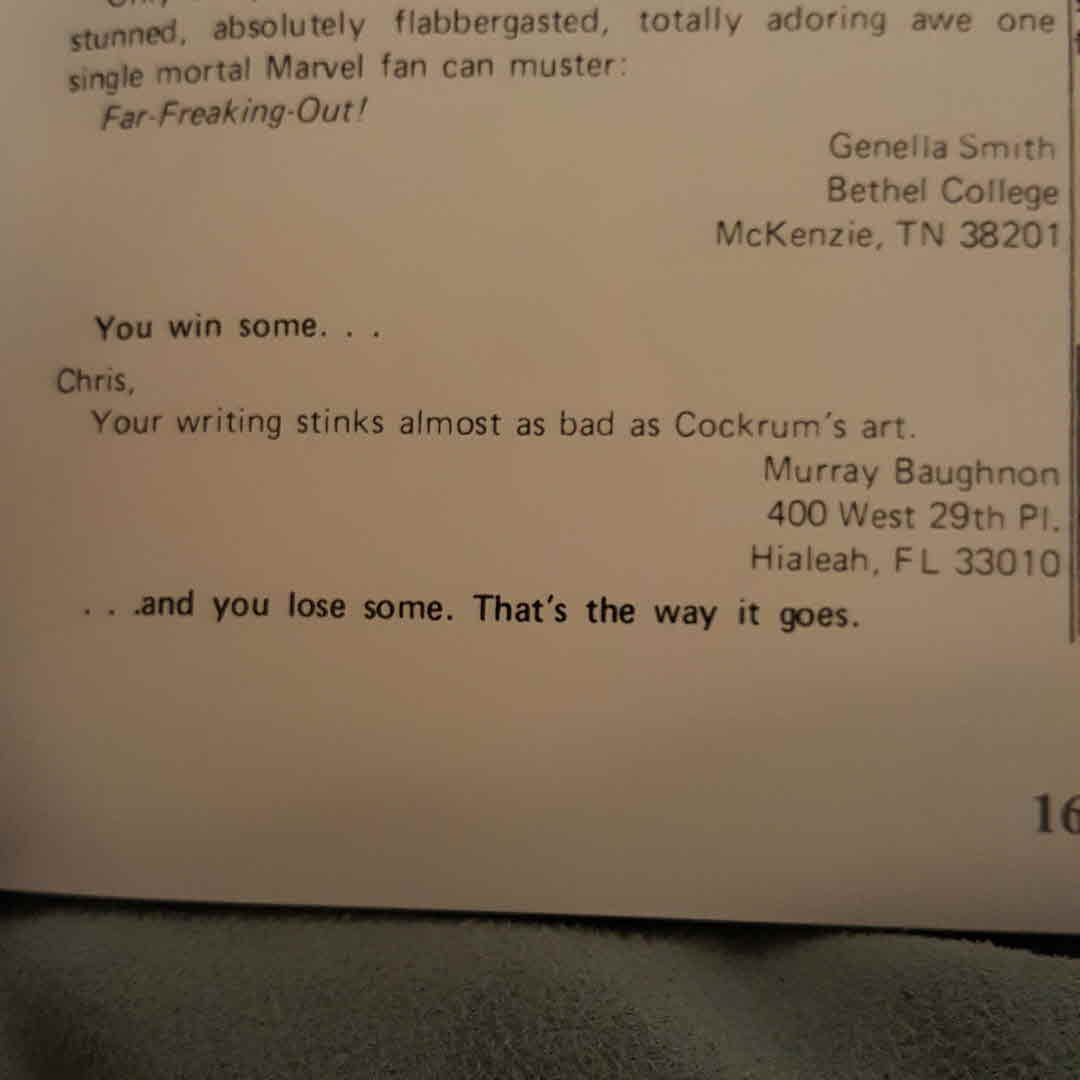 stunned, absolutely flabbergasted, totally adoring awe one
single mortal Marvel fan can muster:
Far-Freaking-Out!
Genella Smith
Bethel College
McKenzie, TN 38201
You win some. . .
Chris,
Your writing stinks almost as bad as Cockrum's art.
Murray Baughnon
400 West 29th Pl.
Hialeah, FL 33010
. . .and you lose some. That's the way it goes.
16